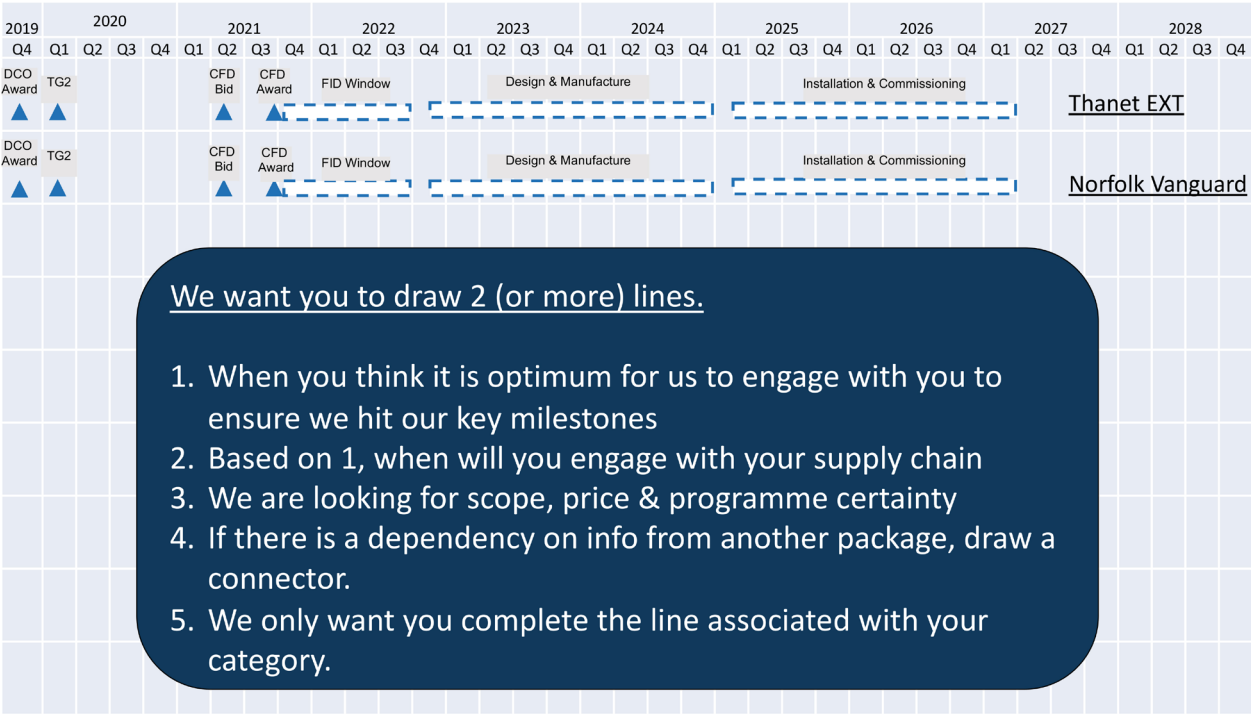 2019 2020 2021 2022 2023 2024 2025 2026 2027 2028
Q4 Q1 Q2 Q3 Q4 Q1 Q2 Q3 Q4 Q1 Q2 Q3 Q4 Q1 Q2 Q3 Q4 Q1 Q2 Q3 Q4 Q1 Q2 Q3 Q4 Q1 Q2 Q3 Q4 Q1 Q2 Q3 Q4 Q1 Q2 Q3 Q4
DCO
Award
TG2
CFD
Bid
CFD
Award
FID Window
Design & Manufacture
Installation & Commissioning
Thanet EXT
DCO
Award
TG2
CFD
Bid
CFD
Award
FID Window
Design & Manufacture
Installation & Commissioning
Norfolk Vanguard
We want you to draw 2 (or more) lines.
1. When you think it is optimum for us to engage with you to
ensure we hit our key milestones
2. Based on 1, when will you engage with your supply chain
3. We are looking for scope, price & programme certainty
4. If there is a dependency on info from another package, draw a
connector.
5. We only want you complete the line associated with your
category.